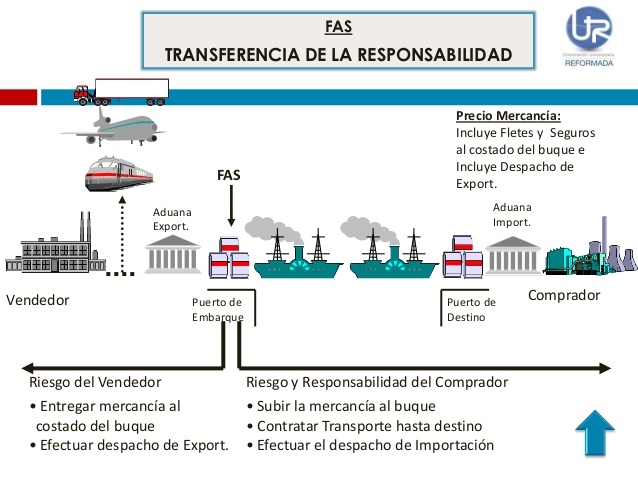 FAS
TRANSFERENCIA DE LA RESPONSABILIDAD
UR
REFORMADA
Precio Mercancía:
Incluye Fletes y Seguros
al costado del buque e
Incluye Despacho de
Export.
FAS
Aduana
Export.
Aduana
Import.
Vendedor
Puerto de
Embarque
Puerto de
Destino
Comprador
Riesgo del Vendedor
• Entregar mercancía al
costado del buque
• Efectuar despacho de Export.
Riesgo y Responsabilidad del Comprador
• Subir la mercancía al buque
• Contratar Transporte hasta destino
• Efectuar el despacho de Importación